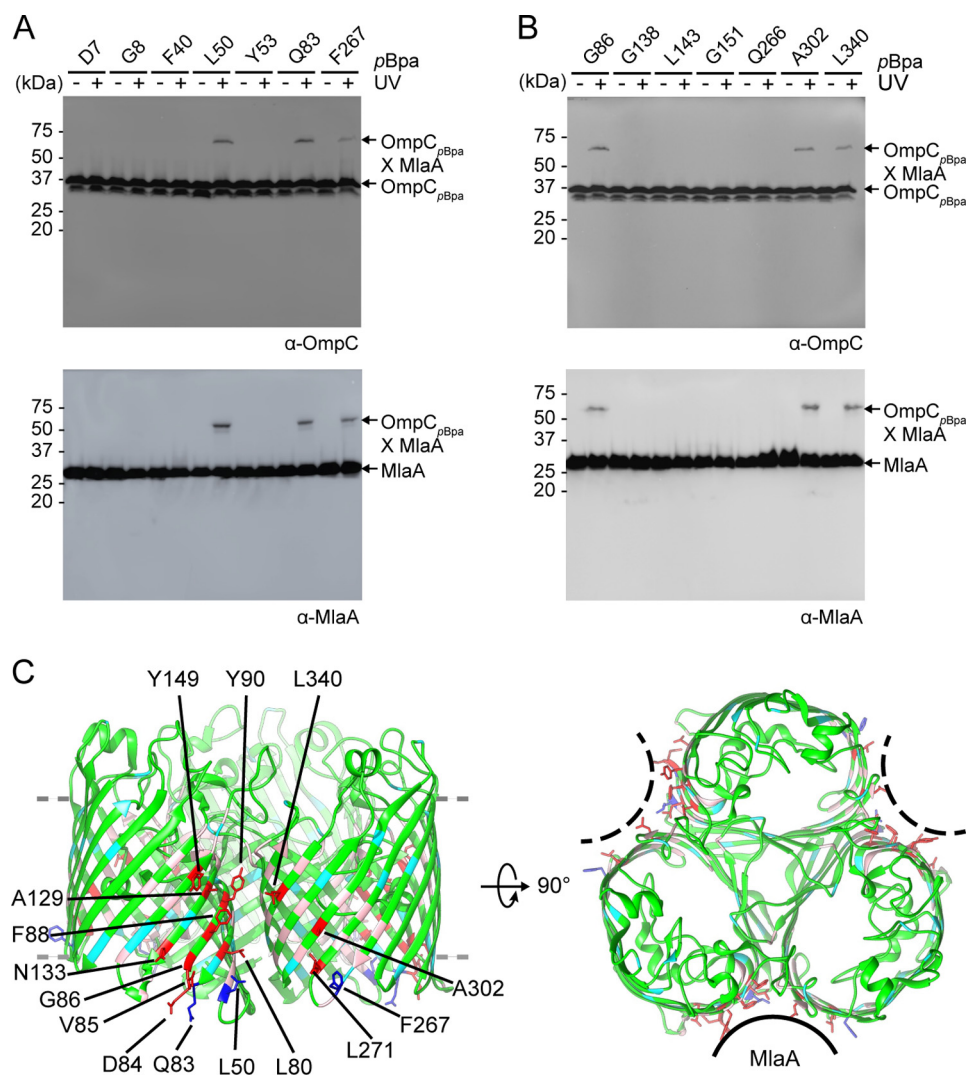 A
D7 G8 F40 L50 Y53 Q83 F267 pBpa
(kDa) - + - + - + - + - + - + - + UV
75
50
37
25
20
OmpCpBpa
X MlaA
OmpCpBpa
α-OmpC
75
50
37
25
20
OmpCpBpa
X MlaA
MlaA
α-MlaA
B
G86 G138 L143 G151 Q266 A302 L340 pBpa
(kDa) - + - + - + - + - + - + - + UV
75
50
37
25
20
OmpCpBpa
X MlaA
OmpCpBpa
α-OmpC
75
50
37
25
20
OmpCpBpa
X MlaA
MlaA
α-MlaA
C
Y149 Y90 L340
A129
F88
N133
G86
V85
D84 Q83 L50 L80 L271 F267 A302
90°
MlaA